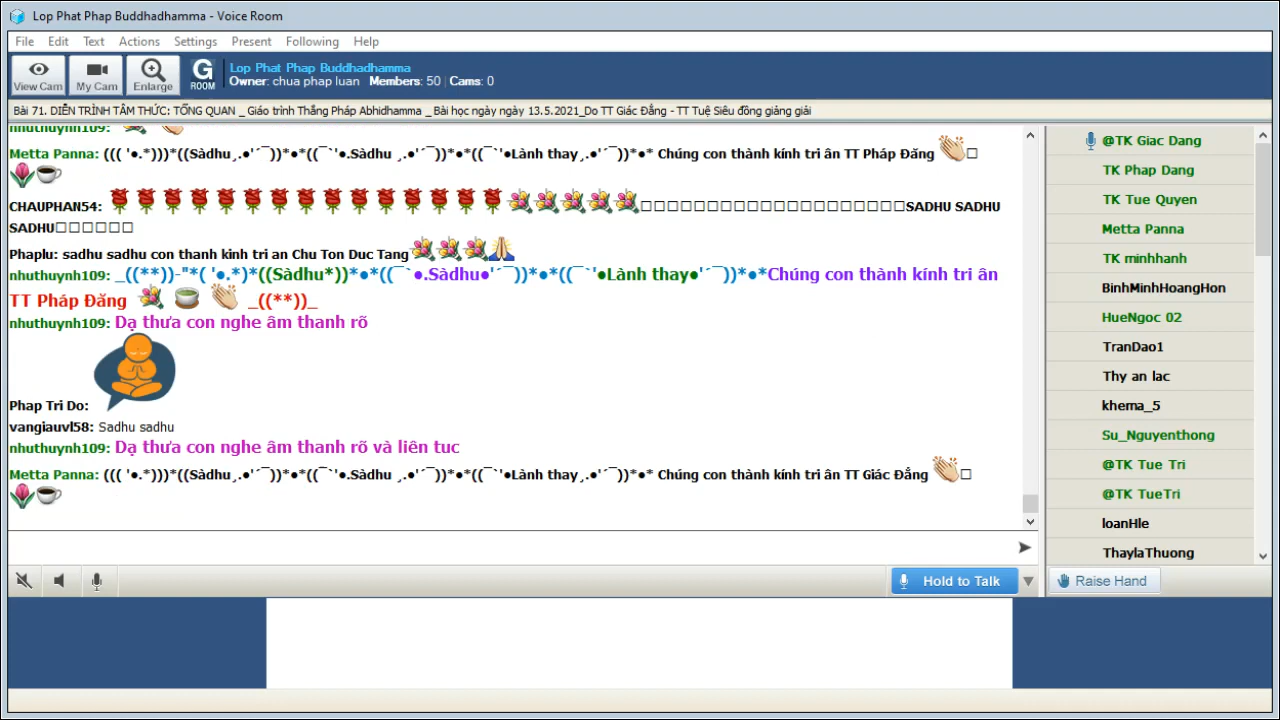 Lop Phat Phap Buddhadhamma - Voice Room
File Edit Text Actions Settings Present Following Help
View Cam My Cam Enlarge G ROOM
Lop Phat Phap Buddhadhamma
Owner: chua phap luan Members: 50 Cams: 0
Bài 71. DIỄN TRÌNH TÂM THỨC: TỔNG QUAN _ Giáo trình Thắng Pháp Abhidhamma _ Bài học ngày ngày 13.5.2021_Do TT Giác Đẳng - TT Tuệ Siêu đồng giảng giải
nhuthuynh109:
Metta Panna: ((( '●.*)))*((Sàdhu¸.●'´¯))*●*((¯`'●.Sàdhu ¸.●'´¯))*●*((¯`'●Lành thay¸.●'´¯))*●* Chúng con thành kính tri ân TT Pháp Đăng
CHAUPHAN54: SADHU SADHU
SADHU
Phaplu: sadhu sadhu con thanh kinh tri an Chu Ton Duc Tang
nhuthuynh109: _((**))-"*( '●.*)*((Sàdhu*))*●*((¯`●.Sàdhu●'´¯))*●*((¯`'●Lành thay●'´¯))*●*Chúng con thành kính tri ân
TT Pháp Đăng _((**))_
nhuthuynh109: Dạ thưa con nghe âm thanh rõ
Phap Tri Do:
vangiauvl58: Sadhu sadhu
nhuthuynh109: Dạ thưa con nghe âm thanh rõ và liên tuc
Metta Panna: ((( '●.*)))*((Sàdhu¸.●'´¯))*●*((¯`'●.Sàdhu ¸.●'´¯))*●*((¯`'●Lành thay¸.●'´¯))*●* Chúng con thành kính tri ân TT Giác Đẳng
Hold to Talk
@TK Giac Dang
TK Phap Dang
TK Tue Quyen
Metta Panna
TK minhhanh
BinhMinhHoangHon
HueNgoc 02
TranDao1
Thy an lac
khema_5
Su_Nguyenthong
@TK Tue Tri
@TK TueTri
loanHle
ThaylaThuong
Raise Hand